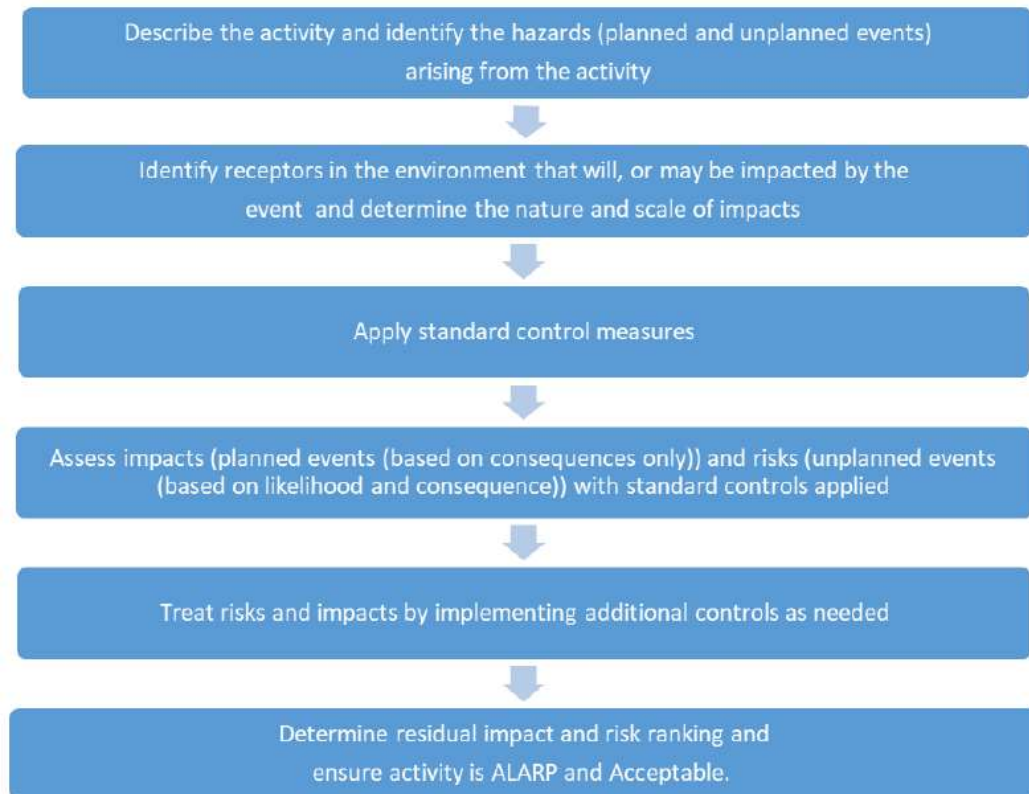 Describe the activity and identify the hazards (planned and unplanned events)
arising from the activity
Identify receptors in the environment that will, or may be impacted by the
event and determine the nature and scale of impacts
Apply standard control measures
Assess impacts (planned events (based on consequences only)) and risks (unplanned events
(based on likelihood and consequence)) with standard controls applied
Treat risks and impacts by implementing additional controls as needed
Determine residual impact and risk ranking and
ensure activity is ALARP and Acceptable.